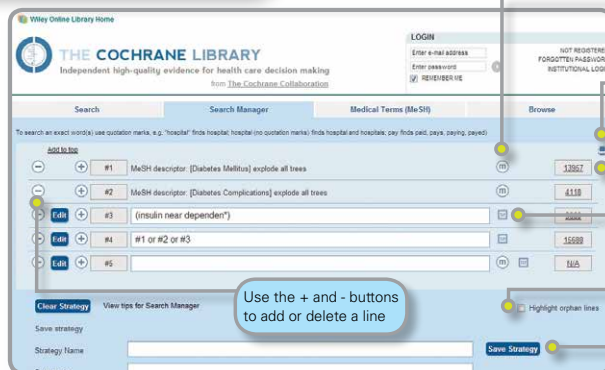 Wiley Online Library Home
THE COCHRANE LIBRARY
Independent high-quality evidence for health care decision making
from The Cochrane Collaboration
LOGIN
Enter e-mail address
Enter password
REMEMBER ME
NOT REGISTERE
FORGOTTEN PASSWOR
INSTITUTIONAL LOGI
Search Search Manager Medical Terms (MeSH) Browse
To search an exact word(s) use quotation marks, e.g. "hospital" finds hospital; hospital (no quotation marks) finds hospital and hospitals; pay finds paid, pays, paying, payed)
Add to top
- + #1 MeSH descriptor: [Diabetes Mellitus] explode all trees m 13957
- + #2 MeSH descriptor: [Diabetes Complications] explode all trees m 4118
- Edit + #3 (insulin near dependen*)
- Edit + #4 #1 or #2 or #3 15599
- Edit + #5 m N/A
Use the + and - buttons
to add or delete a line
Clear Strategy View tips for Search Manager Highlight orphan lines
Save strategy
Strategy Name Save Strategy